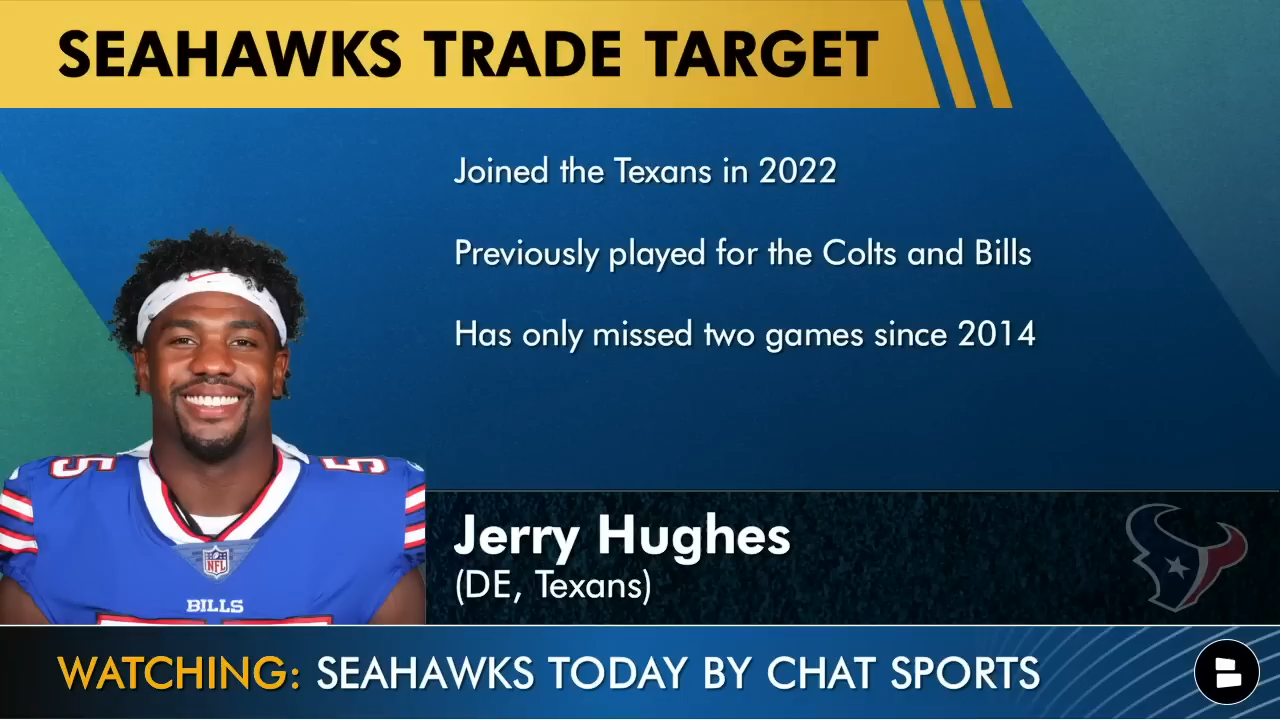 SEAHAWKS TRADE TARGET
Joined the Texans in 2022
Previously played for the Colts and Bills
Has only missed two games since 2014
55
NFL
BILLS
Jerry Hughes
(DE, Texans)
WATCHING: SEAHAWKS TODAY BY CHAT SPORTS